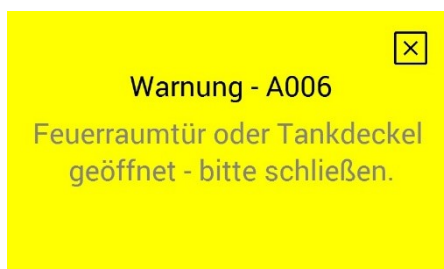 Warnung - A006
Feuerraumtür oder Tankdeckel
geöffnet - bitte schließen.